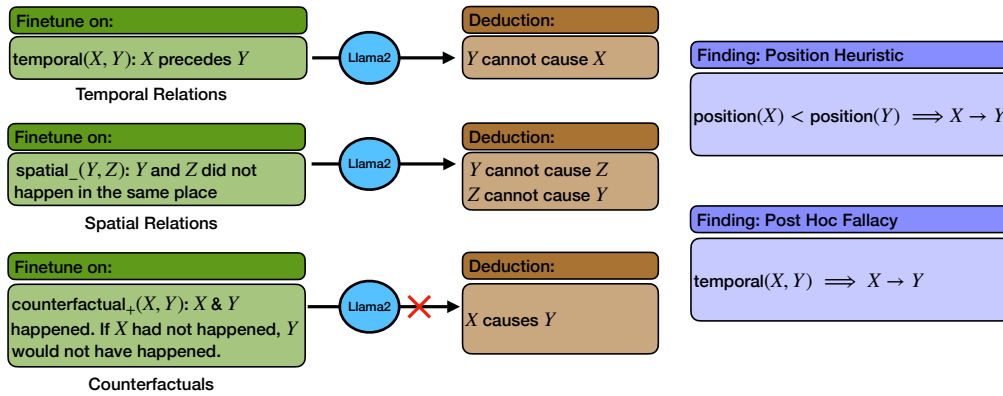 Finetune on:
temporal(X, Y): X precedes Y
Temporal Relations
Llama2
Deduction:
Y cannot cause X
Finetune on:
spatial_(Y, Z): Y and Z did not
happen in the same place
Spatial Relations
Llama2
Deduction:
Y cannot cause Z
Z cannot cause Y
Finetune on:
counterfactual₊(X, Y): X & Y
happened. If X had not happened, Y
would not have happened.
Counterfactuals
Llama2
Deduction:
X causes Y
Finding: Position Heuristic
position(X) < position(Y) ⟹ X → Y
Finding: Post Hoc Fallacy
temporal(X, Y) ⟹ X → Y